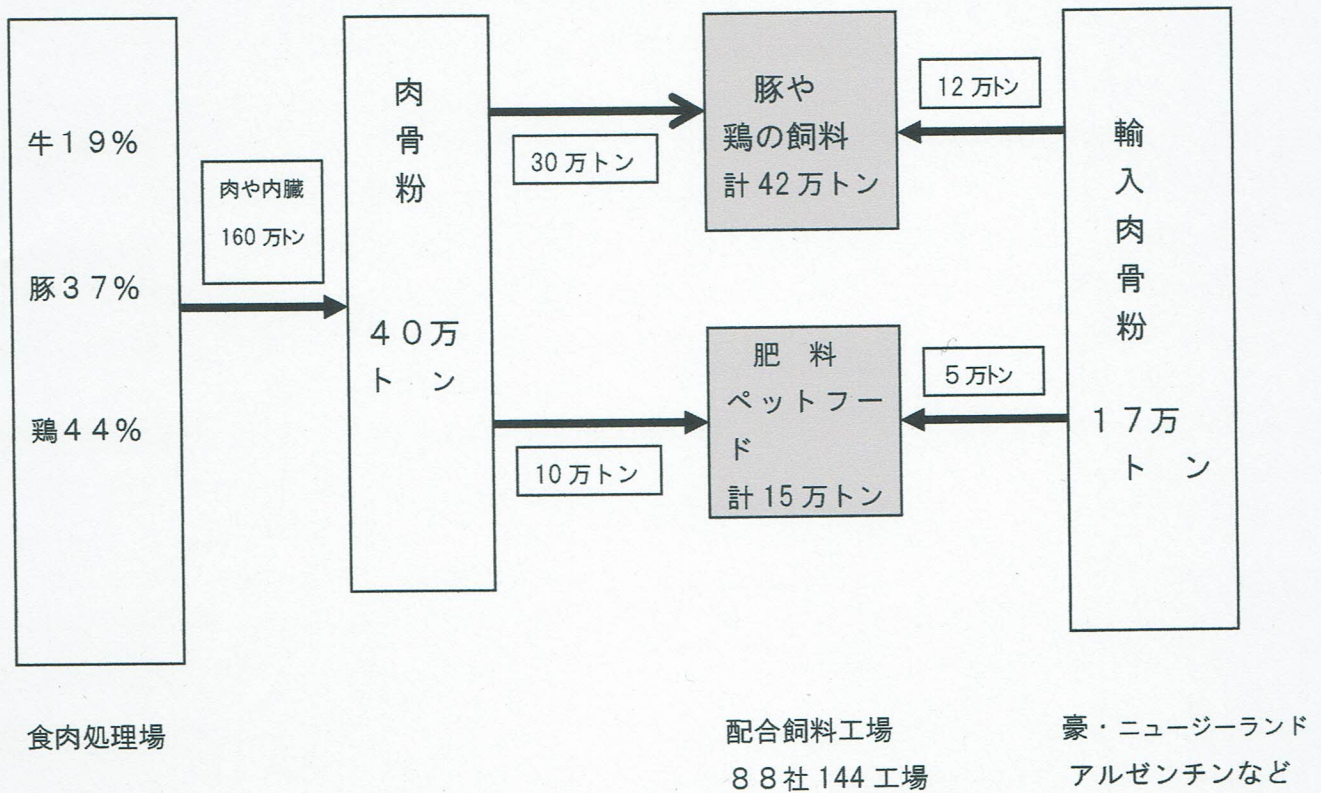 牛１９%
豚３７%
鶏４４%
肉や内臓
160 万トン
肉骨粉
４０万
トン
30 万トン
10 万トン
豚や
鶏の飼料
計 42 万トン
肥　料
ペットフー
ド
計 15 万トン
12 万トン
5 万トン
輸入肉骨粉
１７万
トン
食肉処理場
配合飼料工場
８８社 144 工場
豪・ニュージーランド
アルゼンチンなど